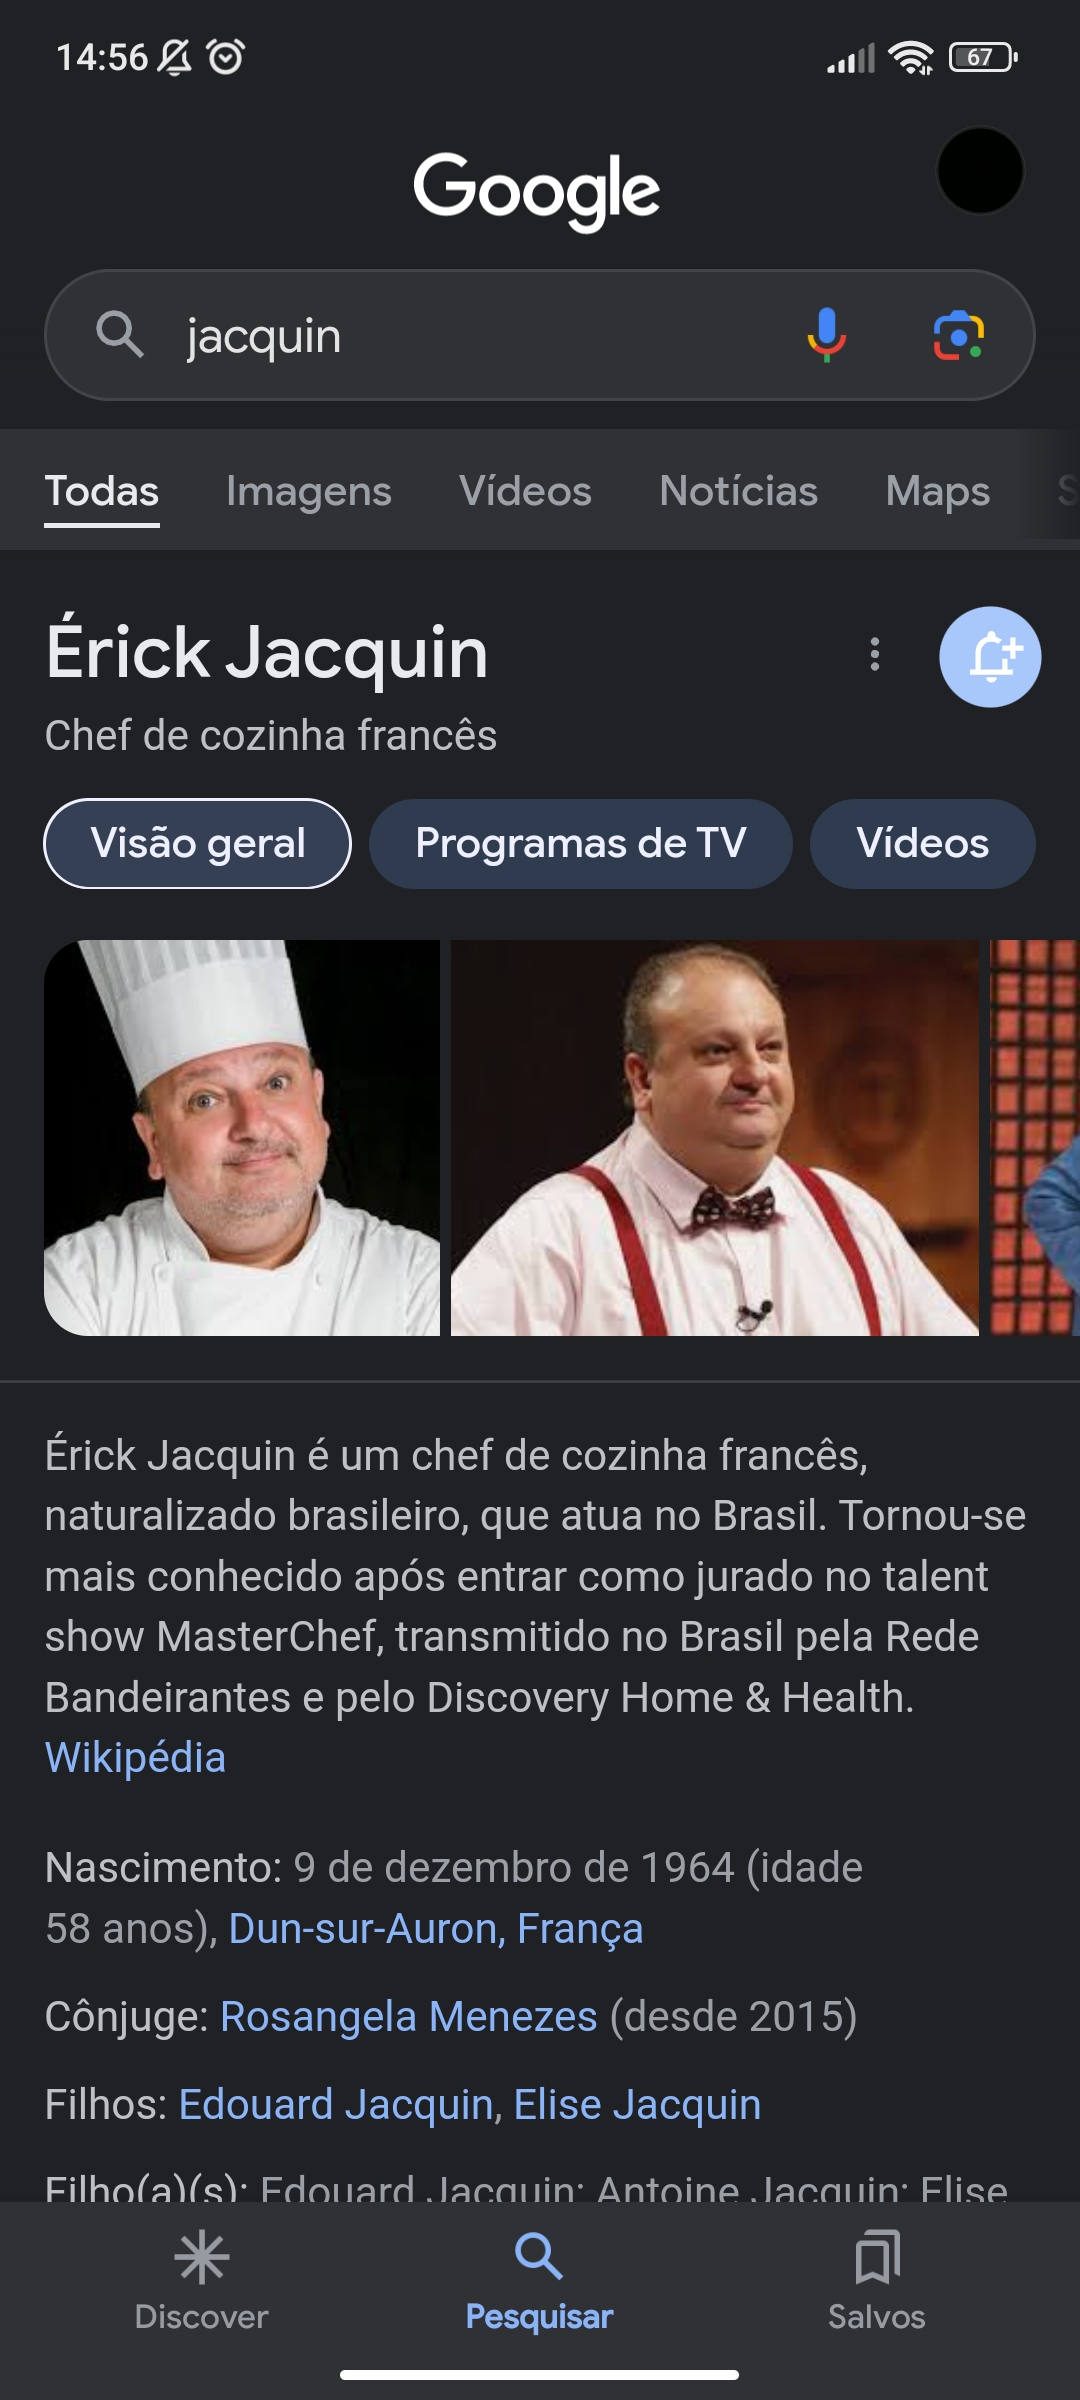 14:56
67
Google
jacquin
Todas Imagens Vídeos Notícias Maps S
Érick Jacquin
Chef de cozinha francês
Visão geral Programas de TV Vídeos
Érick Jacquin é um chef de cozinha francês,
naturalizado brasileiro, que atua no Brasil. Tornou-se
mais conhecido após entrar como jurado no talent
show MasterChef, transmitido no Brasil pela Rede
Bandeirantes e pelo Discovery Home & Health.
Wikipédia
Nascimento: 9 de dezembro de 1964 (idade
58 anos), Dun-sur-Auron, França
Cônjuge: Rosangela Menezes (desde 2015)
Filhos: Edouard Jacquin, Elise Jacquin
Filho(a)(s): Edouard Jacquin; Antoine Jacquin; Elise
Discover Pesquisar Salvos